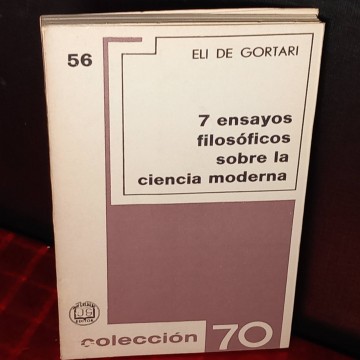 56
ELI DE GORTARI
7 ensayos
filosóficos
sobre la
ciencia moderna
colección 70